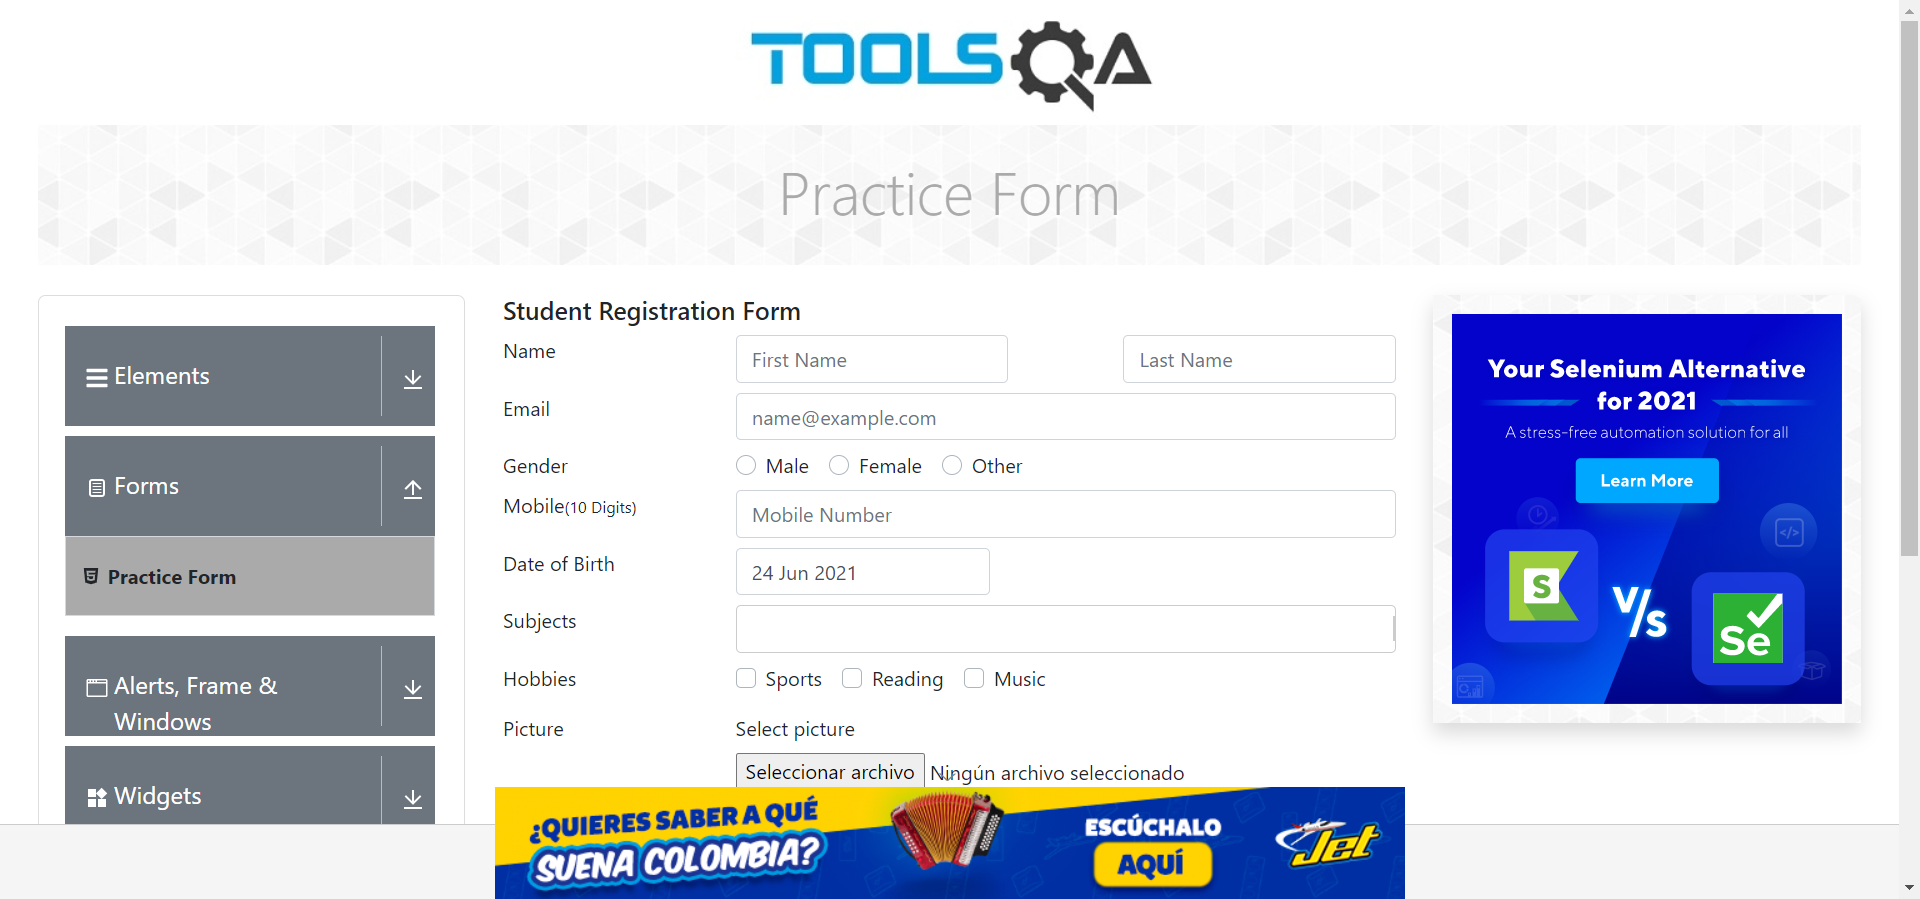 TOOLSQA
Practice Form
Elements
Forms
Practice Form
Alerts, Frame &
Windows
Widgets
Student Registration Form
Name
First Name
Last Name
Email
name@example.com
Gender
Male
Female
Other
Mobile(10 Digits)
Mobile Number
Date of Birth
24 Jun 2021
Subjects
Hobbies
Sports
Reading
Music
Picture
Select picture
Seleccionar archivo
Ningún archivo seleccionado
Your Selenium Alternative
for 2021
A stress-free automation solution for all
Learn More
</>
S
V/s
Se
¿QUIERES SABER A QUÉ
SUENA COLOMBIA?
ESCÚCHALO
AQUÍ
Jet